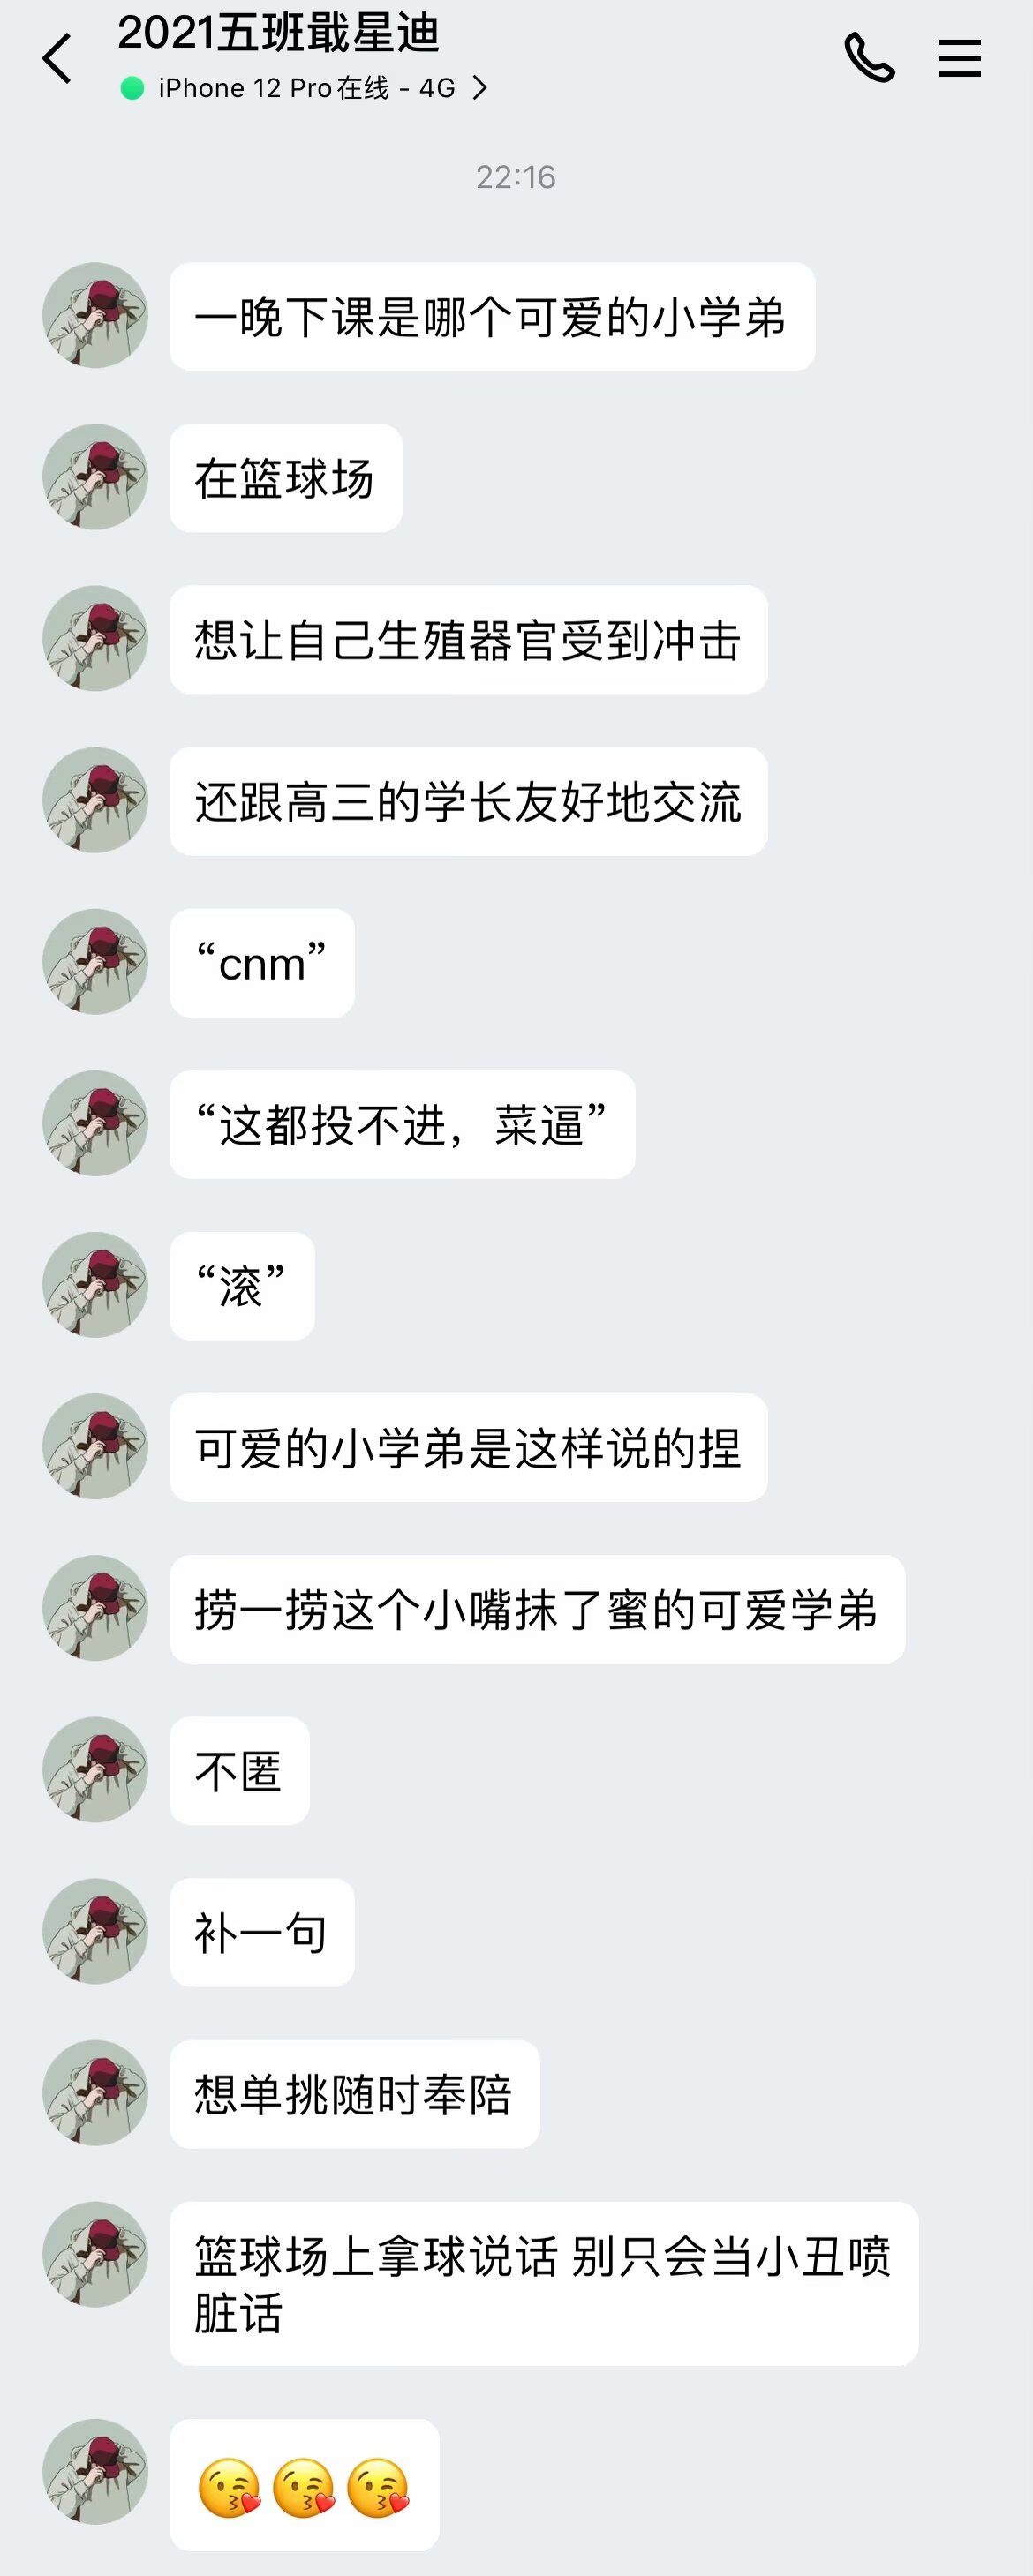 2021五班戢星迪
iPhone 12 Pro在线 - 4G
22:16
一晚下课是哪个可爱的小学弟
在篮球场
想让自己生殖器官受到冲击
还跟高三的学长友好地交流
“cnm”
“这都投不进，菜逼”
“滚”
可爱的小学弟是这样说的捏
捞一捞这个小嘴抹了蜜的可爱学弟
不匿
补一句
想单挑随时奉陪
篮球场上拿球说话 别只会当小丑喷
脏话
😘😘😘